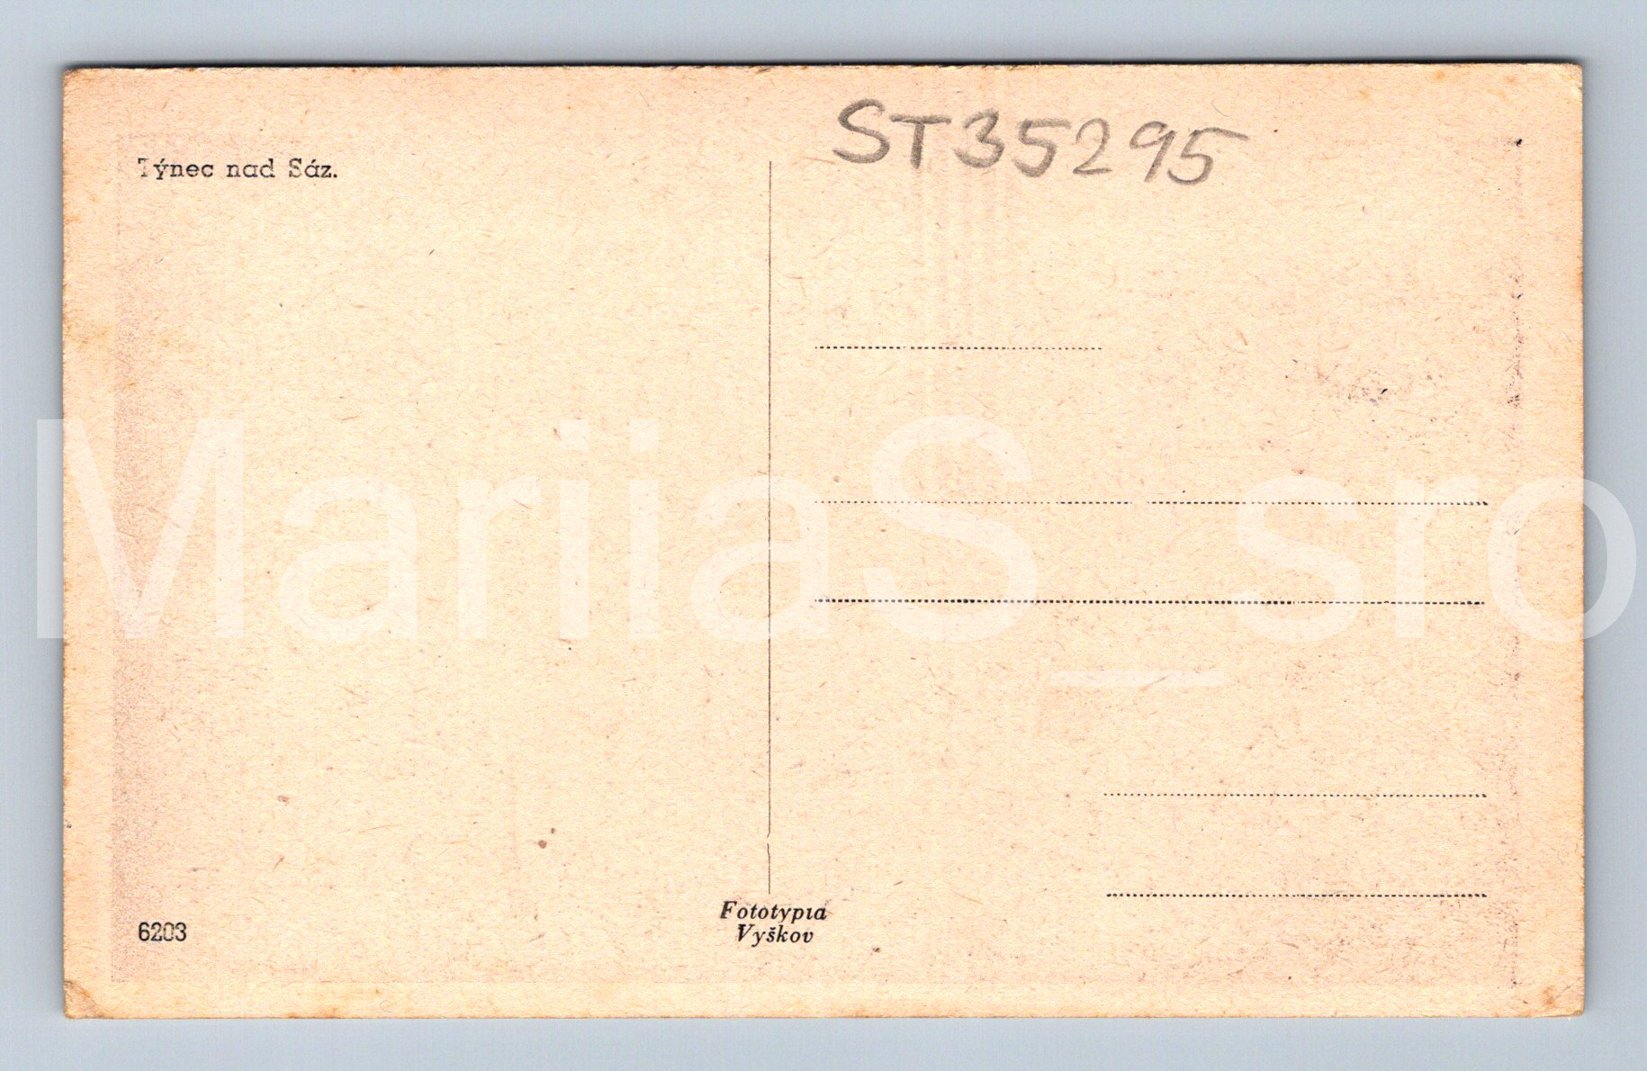 ST35295
Týnec nad Sáz.
MariiaS_sro
Fototypia
Vyškov
6203